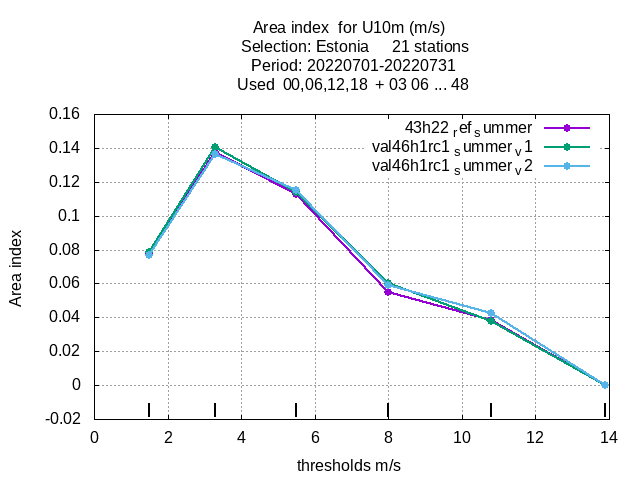 Area index  for U10m (m/s)
Selection: Estonia     21 stations
Period: 20220701-20220731
Used  00,06,12,18  + 03 06 ... 48
43h22 ref summer
val46h1rc1 summer v1
val46h1rc1 summer v2
0.16
0.14
0.12
0.1
0.08
0.06
0.04
0.02
0
-0.02
Area index
0 2 4 6 8 10 12 14
thresholds m/s